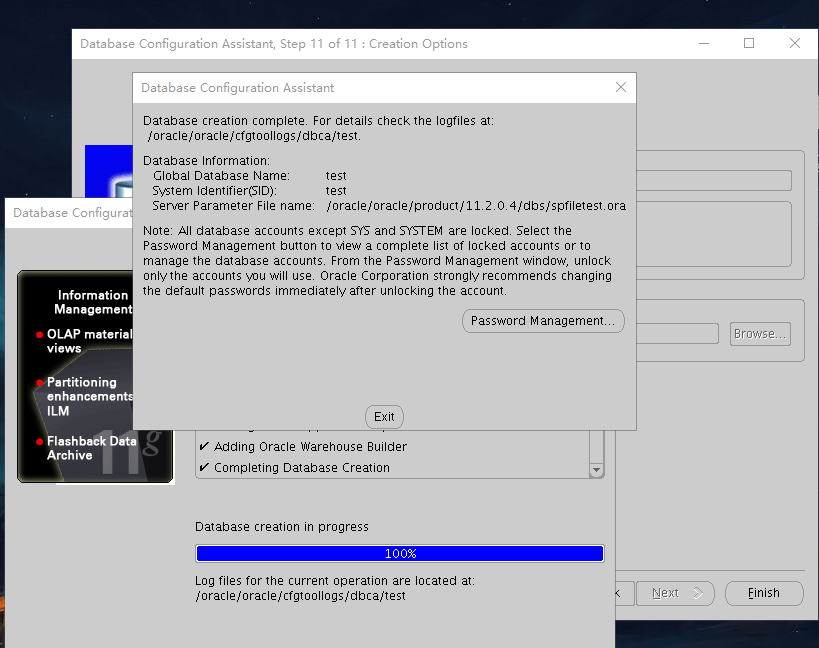 Database Configuration Assistant, Step 11 of 11 : Creation Options
Database Configuration Assistant
Database creation complete. For details check the logfiles at:
/oracle/oracle/cfgtoollogs/dbca/test.
Database Information:
Global Database Name: test
System Identifier(SID): test
Server Parameter File name: /oracle/oracle/product/11.2.0.4/dbs/spfiletest.ora
Note: All database accounts except SYS and SYSTEM are locked. Select the
Password Management button to view a complete list of locked accounts or to
manage the database accounts. From the Password Management window, unlock
only the accounts you will use. Oracle Corporation strongly recommends changing
the default passwords immediately after unlocking the account.
Password Management...
Exit
Browse...
Database Configurat
Information
Management
OLAP material
views
Partitioning
enhancements
ILM
Flashback Data
Archive
11g
✔ Adding Oracle Warehouse Builder
✔ Completing Database Creation
Database creation in progress
100%
Log files for the current operation are located at:
/oracle/oracle/cfgtoollogs/dbca/test
k
Next
Finish